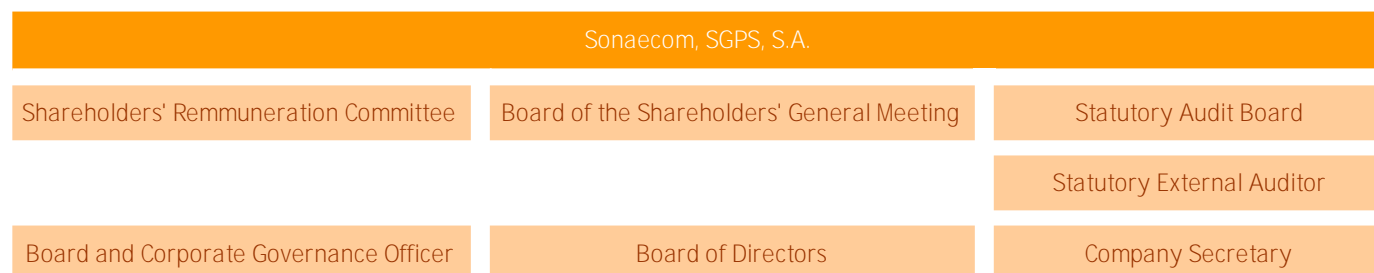 Sonaecom, SGPS, S.A.
Shareholders' Remmuneration Committee
Board of the Shareholders' General Meeting
Statutory Audit Board
Statutory External Auditor
Board and Corporate Governance Officer
Board of Directors
Company Secretary